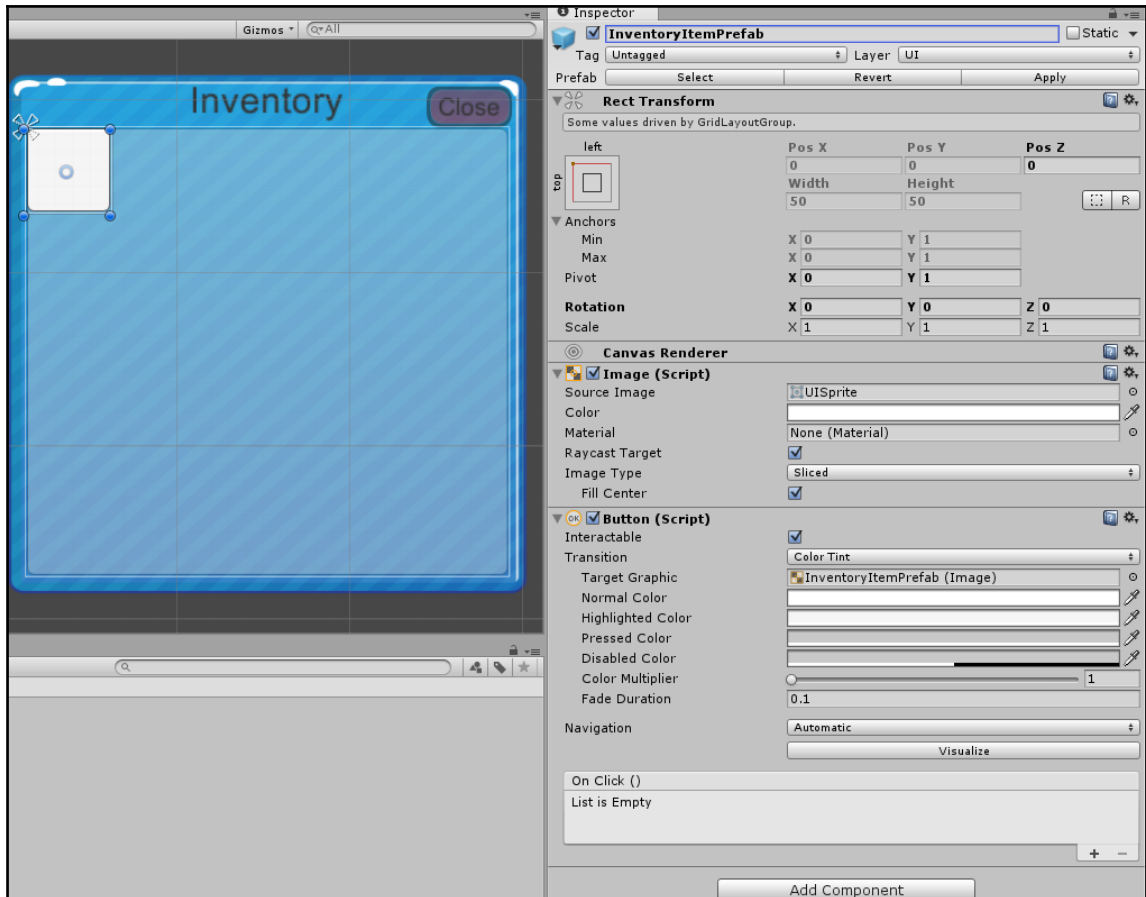 Gizmos All
Inventory
Close
Inspector
InventoryItemPrefab Static
Tag Untagged Layer UI
Prefab Select Revert Apply
Rect Transform
Some values driven by GridLayoutGroup.
left Pos X Pos Y Pos Z
0 0 0
top Width Height
50 50 R
Anchors
Min X 0 Y 1
Max X 0 Y 1
Pivot X 0 Y 1
Rotation X 0 Y 0 Z 0
Scale X 1 Y 1 Z 1
Canvas Renderer
Image (Script)
Source Image UISprite
Color
Material None (Material)
Raycast Target
Image Type Sliced
Fill Center
OK Button (Script)
Interactable
Transition Color Tint
Target Graphic InventoryItemPrefab (Image)
Normal Color
Highlighted Color
Pressed Color
Disabled Color
Color Multiplier 1
Fade Duration 0.1
Navigation Automatic
Visualize
On Click ()
List is Empty
+ −
Add Component